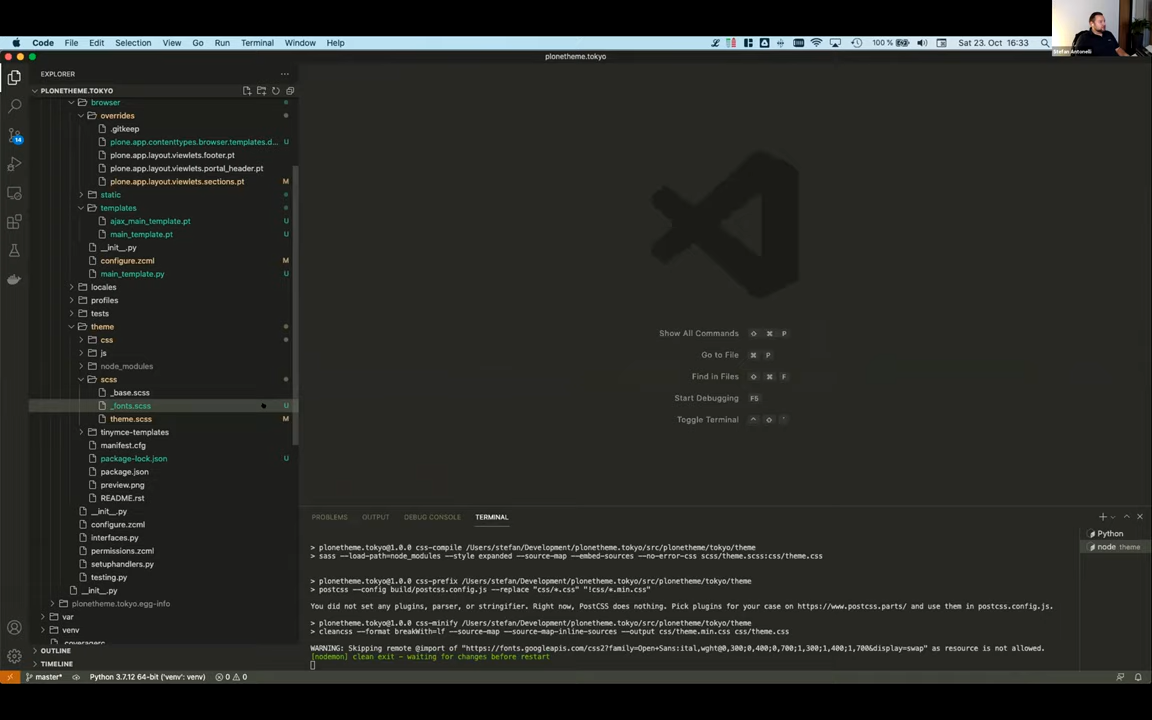 Code File Edit Selection View Go Run Terminal Window Help
100 % Sat 23. Oct 16:33
Stefan Antonelli
plonetheme.tokyo
EXPLORER
PLONETHEME.TOKYO
browser
overrides
.gitkeep
plone.app.contenttypes.browser.templates.d... U
plone.app.layout.viewlets.footer.pt
plone.app.layout.viewlets.portal_header.pt
plone.app.layout.viewlets.sections.pt M
static
templates
ajax_main_template.pt U
main_template.pt U
__init__.py
configure.zcml M
main_template.py U
locales
profiles
tests
theme
css
js
node_modules
scss
_base.scss
_fonts.scss U
theme.scss M
tinymce-templates
manifest.cfg
package-lock.json U
package.json
preview.png
README.rst
__init__.py
configure.zcml
interfaces.py
permissions.zcml
setuphandlers.py
testing.py
__init__.py
plonetheme.tokyo.egg-info
var
venv
.coveragerc
OUTLINE
TIMELINE
14
Show All Commands ⇧ ⌘ P
Go to File ⌘ P
Find in Files ⇧ ⌘ F
Start Debugging F5
Toggle Terminal ⌃ ⇧ `
PROBLEMS OUTPUT DEBUG CONSOLE TERMINAL
Python
node theme
> plonetheme.tokyo@1.0.0 css-compile /Users/stefan/Development/plonetheme.tokyo/src/plonetheme/tokyo/theme
> sass --load-path=node_modules --style expanded --source-map --embed-sources --no-error-css scss/theme.scss:css/theme.css
> plonetheme.tokyo@1.0.0 css-prefix /Users/stefan/Development/plonetheme.tokyo/src/plonetheme/tokyo/theme
> postcss --config build/postcss.config.js --replace "css/*.css" "!css/*.min.css"
You did not set any plugins, parser, or stringifier. Right now, PostCSS does nothing. Pick plugins for your case on https://www.postcss.parts/ and use them in postcss.config.js.
> plonetheme.tokyo@1.0.0 css-minify /Users/stefan/Development/plonetheme.tokyo/src/plonetheme/tokyo/theme
> cleancss --format breakWith=lf --source-map --source-map-inline-sources --output css/theme.min.css css/theme.css
WARNING: Skipping remote @import of "https://fonts.googleapis.com/css2?family=Open+Sans:ital,wght@0,300;0,400;0,700;1,300;1,400;1,700&display=swap" as resource is not allowed.
[nodemon] clean exit - waiting for changes before restart
master* Python 3.7.12 64-bit ('venv': venv) 0 0